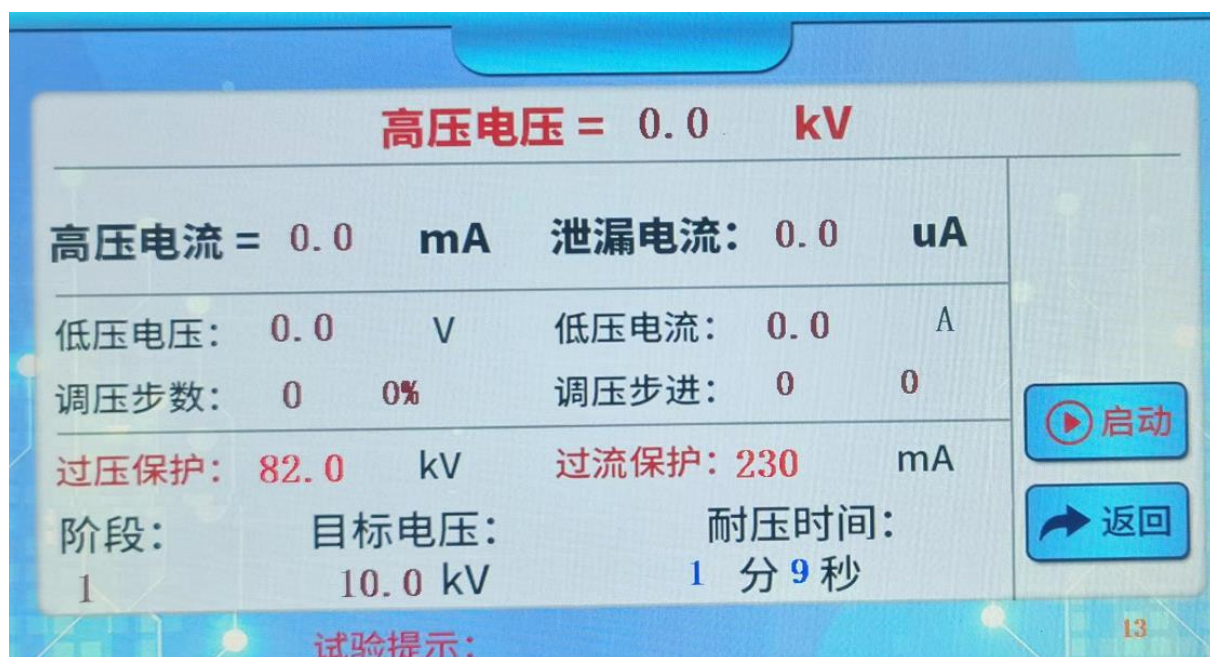 高压电压 = 0.0 kV
高压电流 = 0.0 mA 泄漏电流： 0.0 uA
低压电压： 0.0 V 低压电流： 0.0 A
调压步数： 0 0% 调压步进： 0 0
启动
过压保护： 82.0 kV 过流保护：230 mA
阶段： 目标电压： 耐压时间：
返回
1 10.0 kV 1 分 9 秒
试验提示：
13